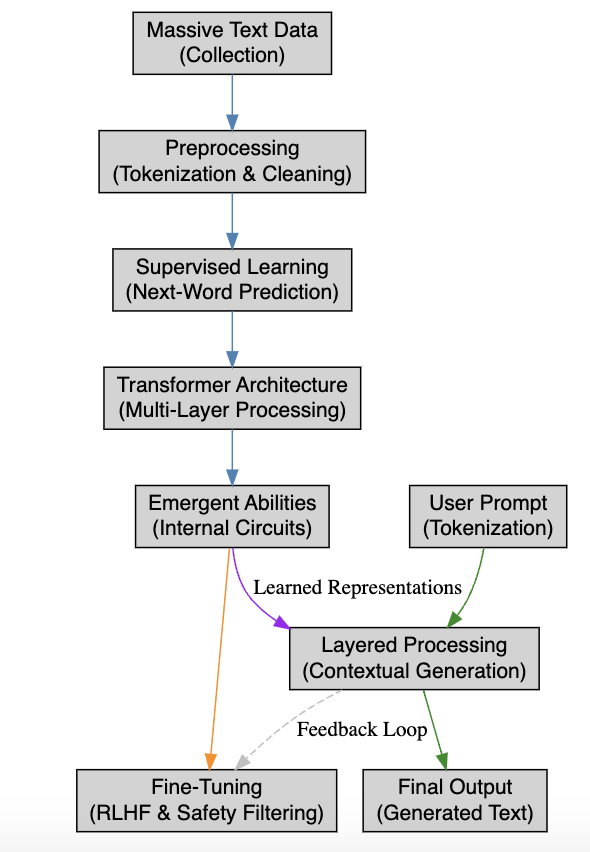 Massive Text Data
(Collection)
Preprocessing
(Tokenization & Cleaning)
Supervised Learning
(Next-Word Prediction)
Transformer Architecture
(Multi-Layer Processing)
Emergent Abilities
(Internal Circuits)
User Prompt
(Tokenization)
Learned Representations
Layered Processing
(Contextual Generation)
Feedback Loop
Fine-Tuning
(RLHF & Safety Filtering)
Final Output
(Generated Text)